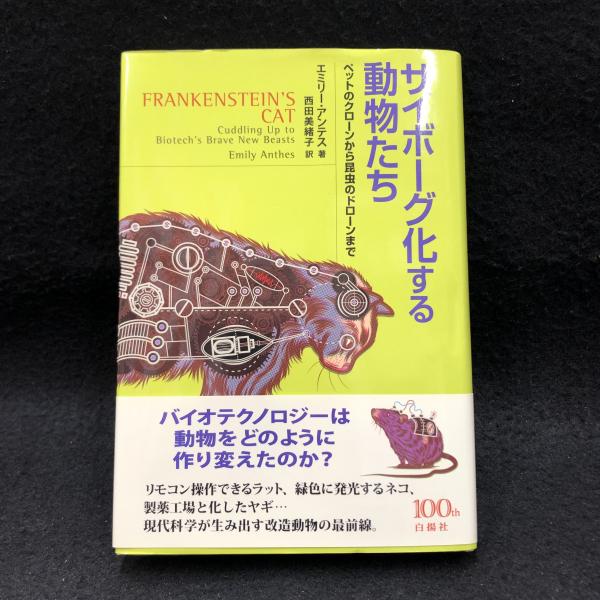 サイボーグ化する
動物たち
ペットのクローンから昆虫のドローンまで
エミリー・アンテス 著
西田美緒子 訳
FRANKENSTEIN'S
CAT
Cuddling Up to
Biotech's Brave New Beasts
Emily Anthes
バイオテクノロジーは
動物をどのように
作り変えたのか？
リモコン操作できるラット、緑色に発光するネコ、
製薬工場と化したヤギ…
現代科学が生み出す改造動物の最前線。
100th
白揚社